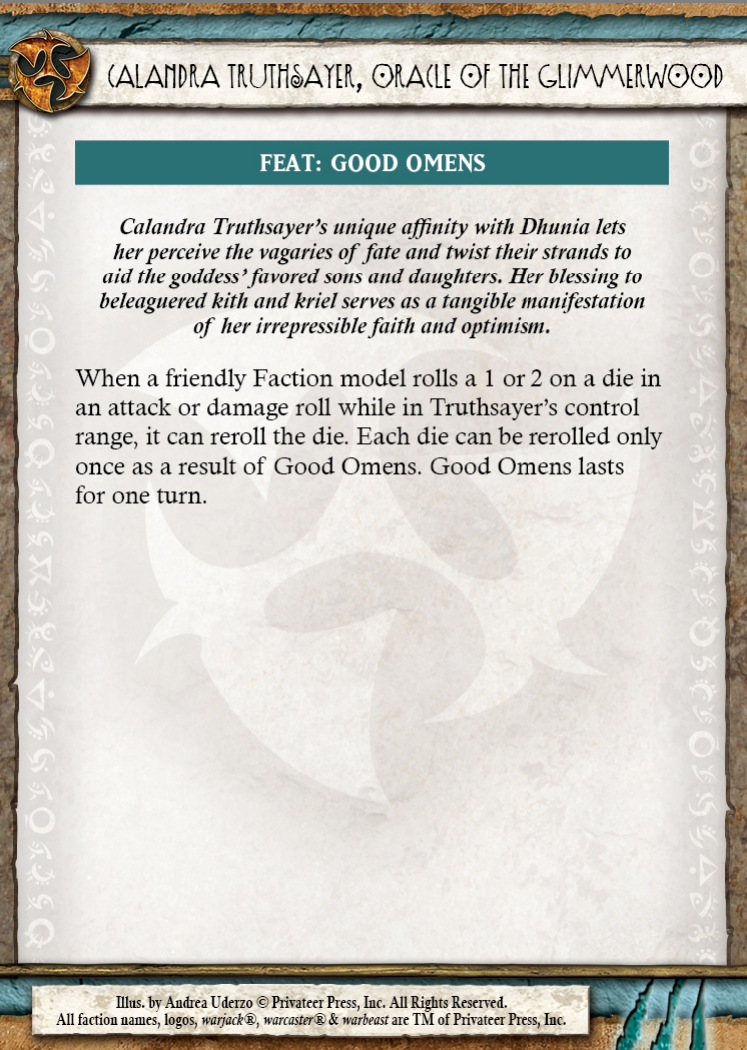 CALANDRA TRUTHSAYER, ORACLE OF THE GLIMMERWOOD
FEAT: GOOD OMENS
Calandra Truthsayer's unique affinity with Dhunia lets
her perceive the vagaries of fate and twist their strands to
aid the goddess' favored sons and daughters. Her blessing to
beleaguered kith and kriel serves as a tangible manifestation
of her irrepressible faith and optimism.
When a friendly Faction model rolls a 1 or 2 on a die in
an attack or damage roll while in Truthsayer's control
range, it can reroll the die. Each die can be rerolled only
once as a result of Good Omens. Good Omens lasts
for one turn.
Illus. by Andrea Uderzo © Privateer Press, Inc. All Rights Reserved.
All faction names, logos, warjack®, warcaster® & warbeast are TM of Privateer Press, Inc.